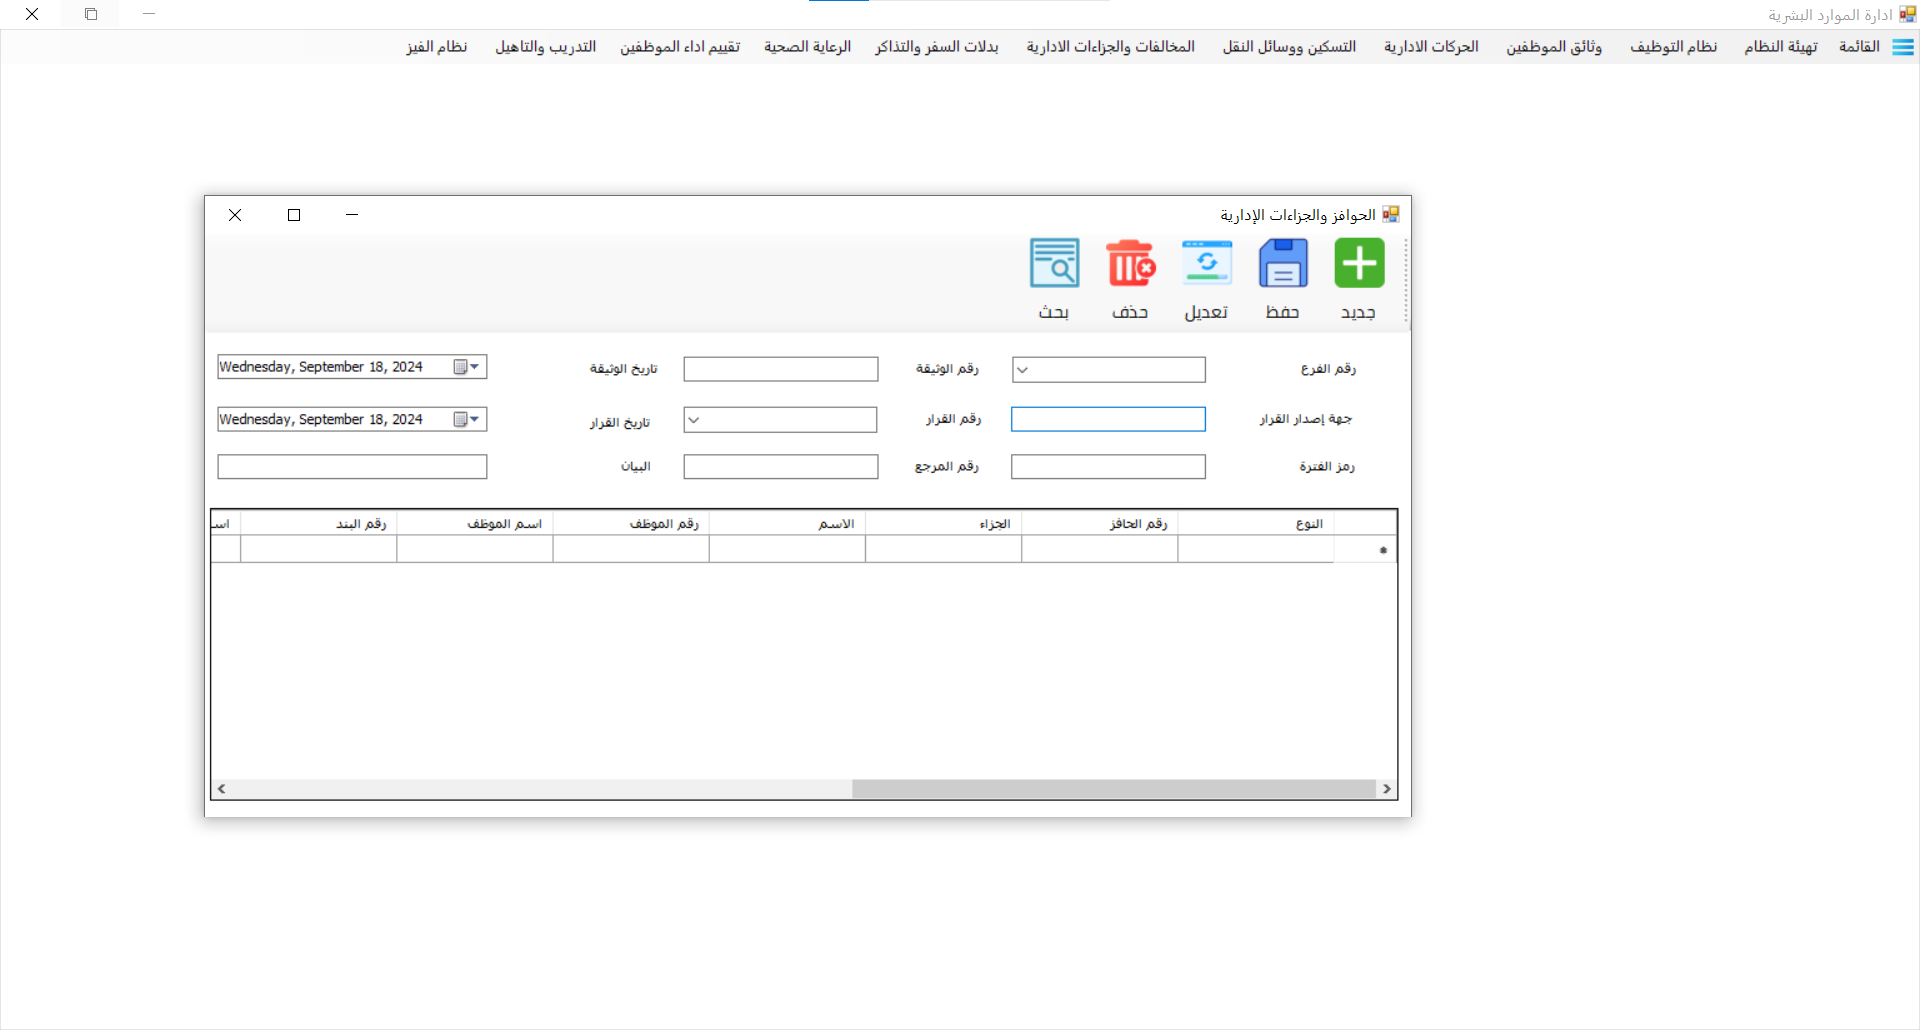 ادارة الموارد البشرية
القائمة تهيئة النظام نظام التوظيف وثائق الموظفين الحركات الادارية التسكين ووسائل النقل المخالفات والجزاءات الادارية بدلات السفر والتذاكر الرعاية الصحية تقييم اداء الموظفين التدريب والتاهيل نظام الفيز
الحوافز والجزاءات الإدارية
جديد حفظ تعديل حذف بحث
رقم الفرع رقم الوثيقة تاريخ الوثيقة Wednesday, September 18, 2024
جهة إصدار القرار رقم القرار تاريخ القرار Wednesday, September 18, 2024
رمز الفترة رقم المرجع البيان
النوع رقم الحافز الجزاء الاسم رقم الموظف اسم الموظف رقم البند